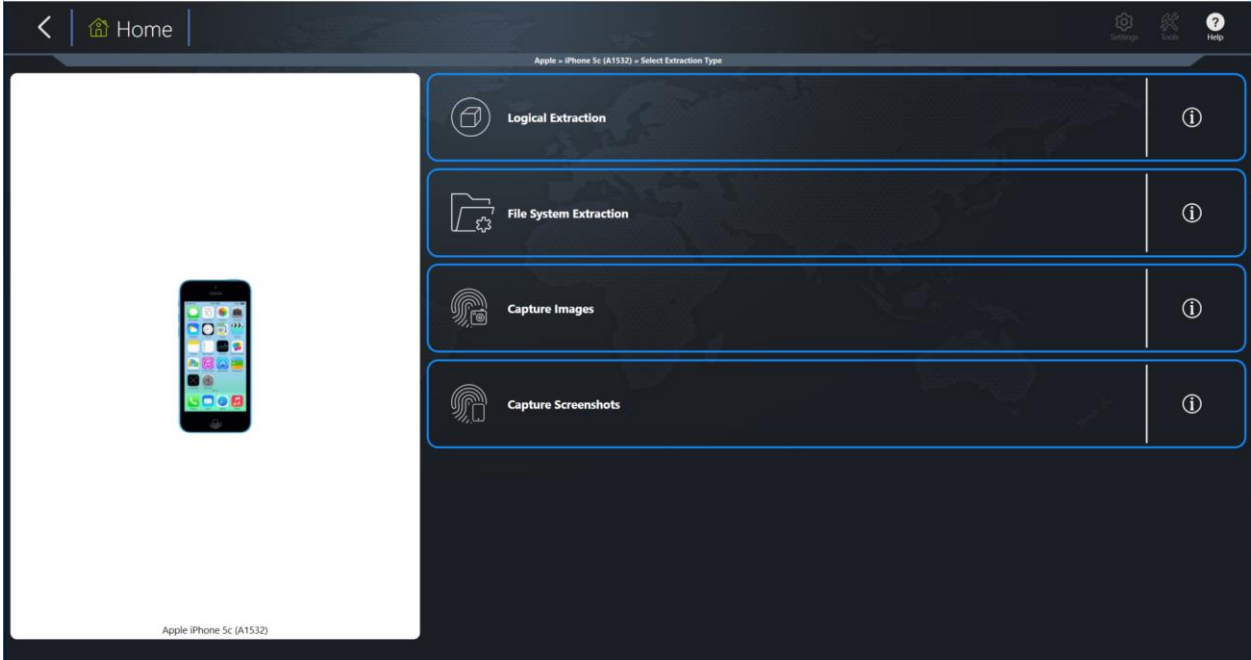 Home
Settings
Tools
Help
Apple » iPhone 5c (A1532) » Select Extraction Type
Logical Extraction
File System Extraction
Capture Images
Capture Screenshots
Apple iPhone 5c (A1532)